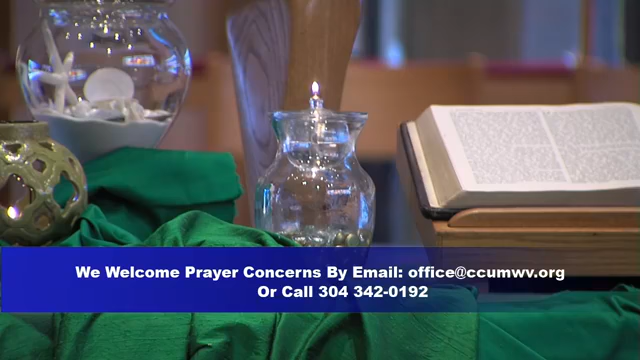 We Welcome Prayer Concerns By Email: office@ccumwv.org
Or Call 304 342-0192